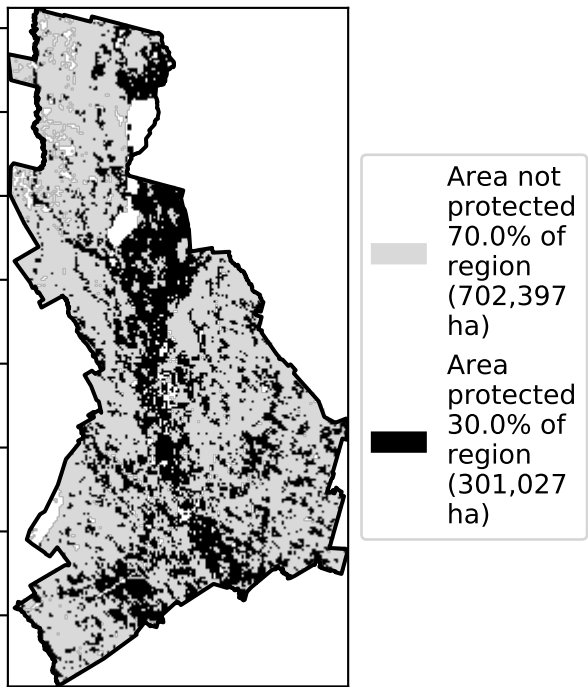 Area not
protected
70.0% of
region
(702,397
ha)
Area
protected
30.0% of
region
(301,027
ha)